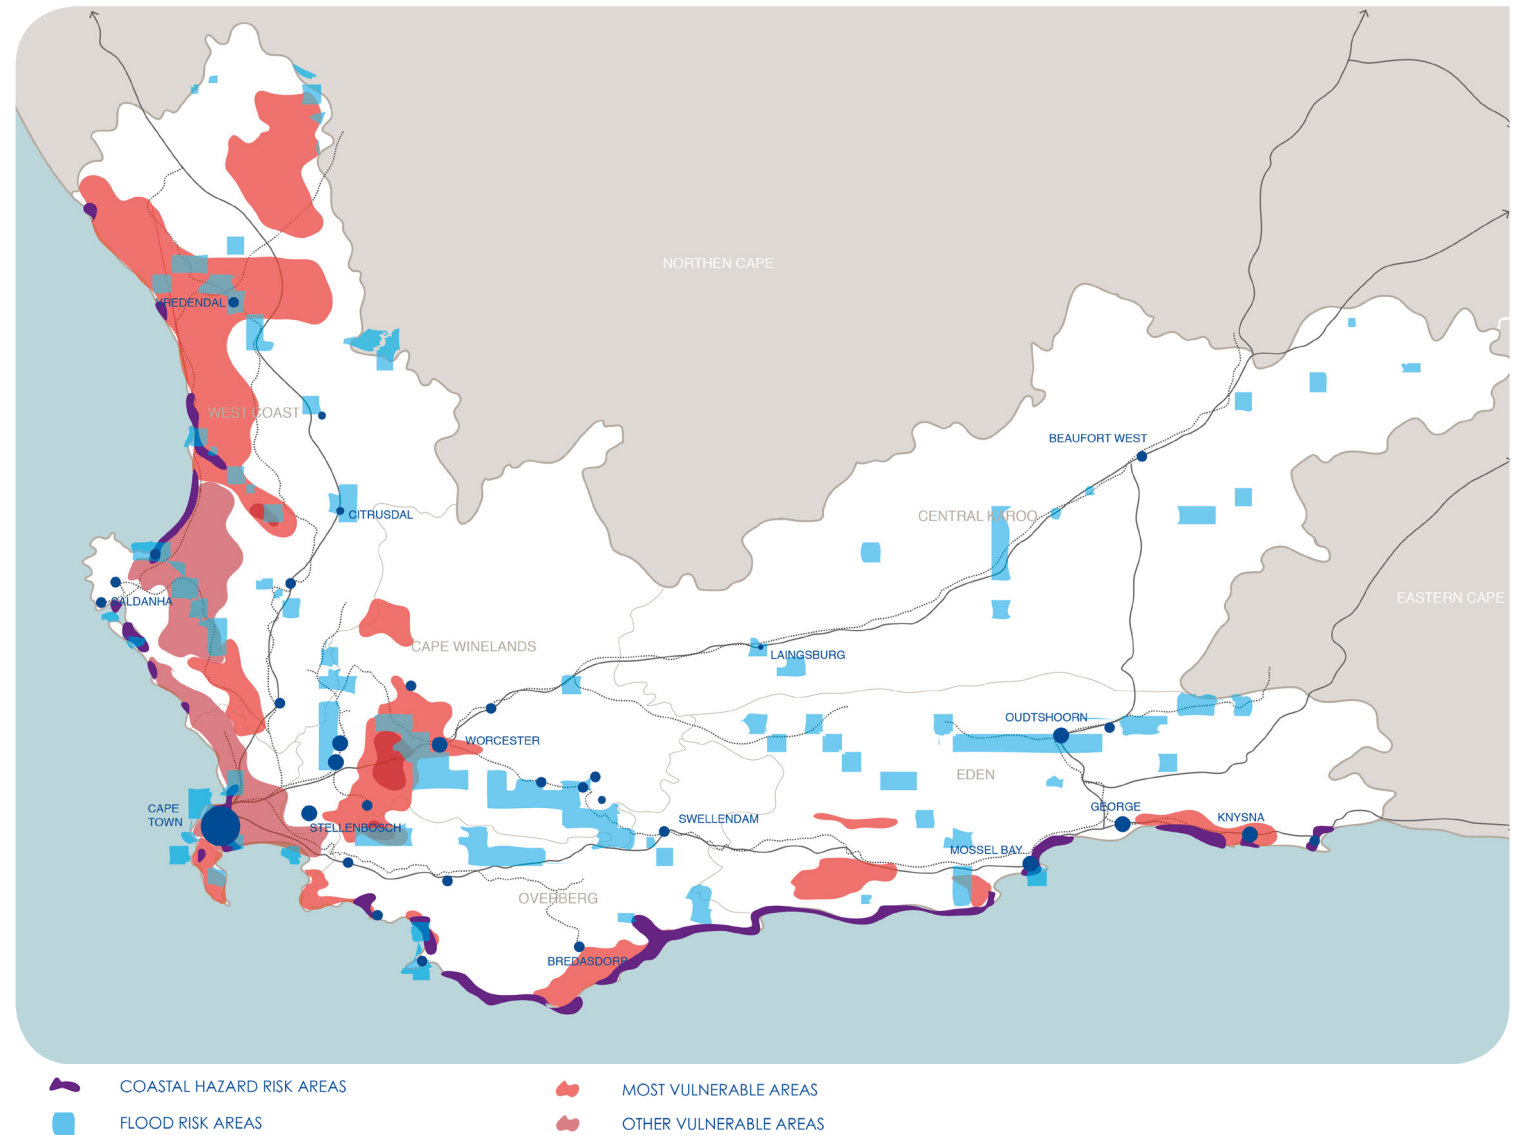 NORTHEN CAPE
VREDENDAL
WEST COAST
BEAUFORT WEST
CITRUSDAL
CENTRAL KAROO
EASTERN CAPE
SALDANHA
CAPE WINELANDS
LAINGSBURG
OUDTSHOORN
WORCESTER
EDEN
CAPE
TOWN
STELLENBOSCH
SWELLENDAM
GEORGE
KNYSNA
MOSSEL BAY
OVERBERG
BREDASDORP
COASTAL HAZARD RISK AREAS
MOST VULNERABLE AREAS
FLOOD RISK AREAS
OTHER VULNERABLE AREAS